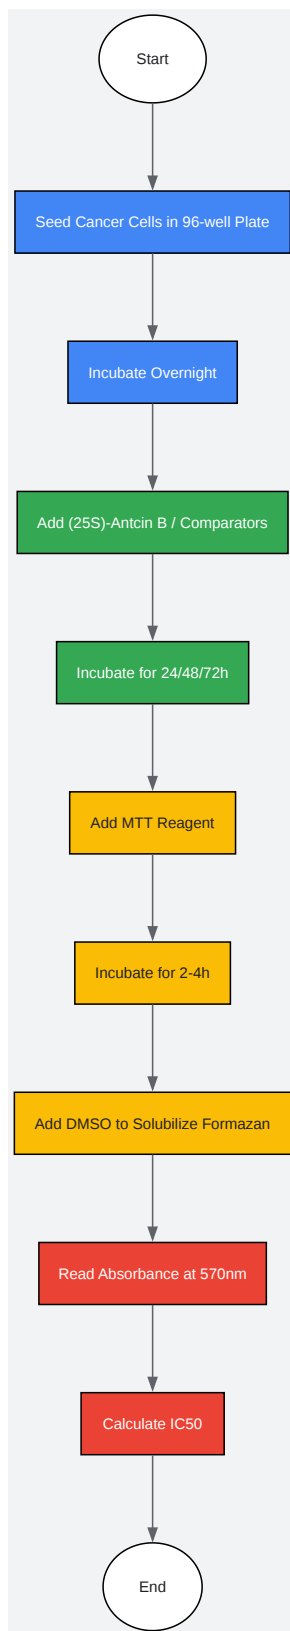 Start
Seed Cancer Cells in 96-well Plate
Incubate Overnight
Add (25S)-Antcin B / Comparators
Incubate for 24/48/72h
Add MTT Reagent
Incubate for 2-4h
Add DMSO to Solubilize Formazan
Read Absorbance at 570nm
Calculate IC50
End